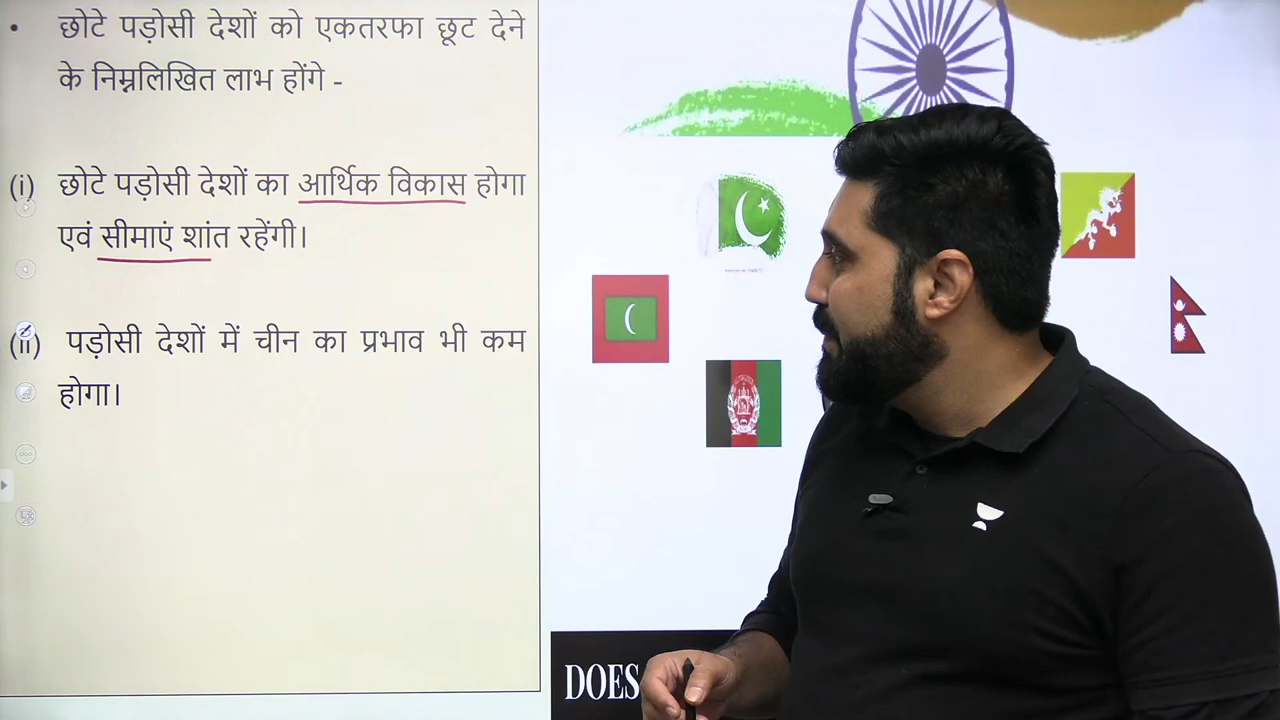 • छोटे पड़ोसी देशों को एकतरफा छूट देने
के निम्नलिखित लाभ होंगे -
(i) छोटे पड़ोसी देशों का आर्थिक विकास होगा
एवं सीमाएं शांत रहेंगी।
(ii) पड़ोसी देशों में चीन का प्रभाव भी कम
होगा।
DOES